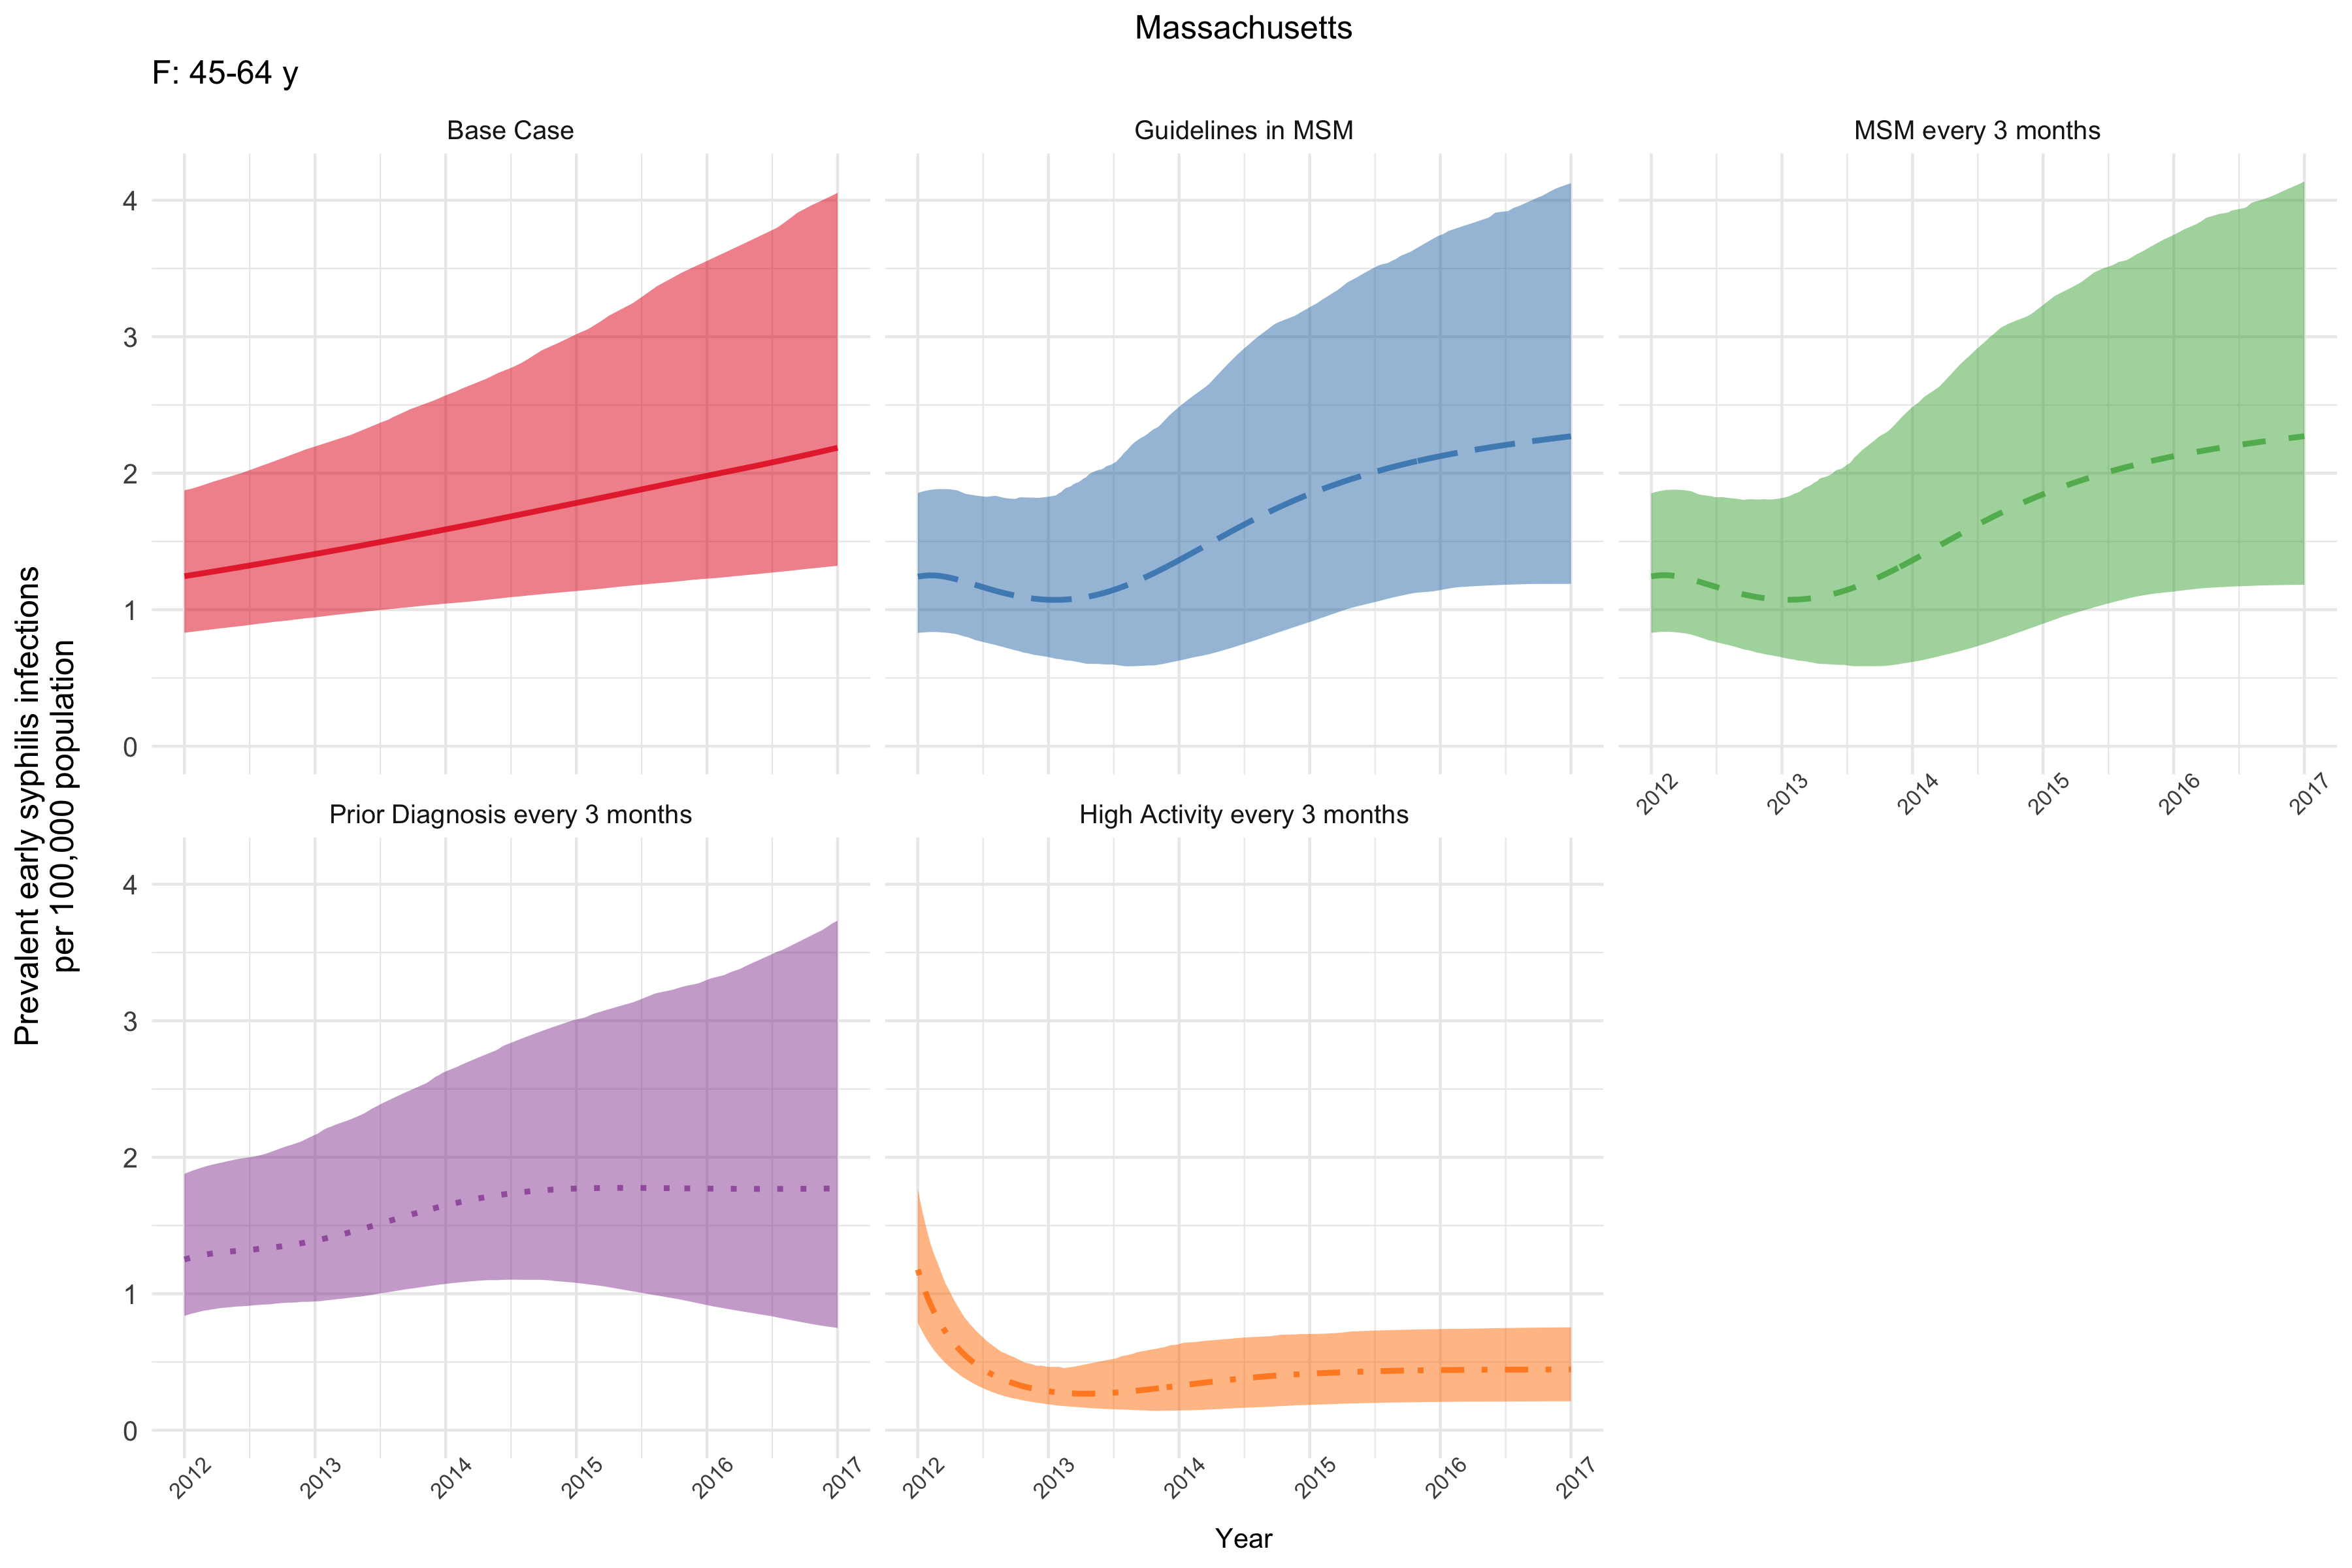 Massachusetts
F: 45-64 y
Base Case
Guidelines in MSM
MSM every 3 months
4
3
2
1
0
2012
2013
2014
2015
2016
2017
Prevalent early syphilis infections
per 100,000 population
Prior Diagnosis every 3 months
High Activity every 3 months
4
3
2
1
0
2012
2013
2014
2015
2016
2017
2012
2013
2014
2015
2016
2017
Year